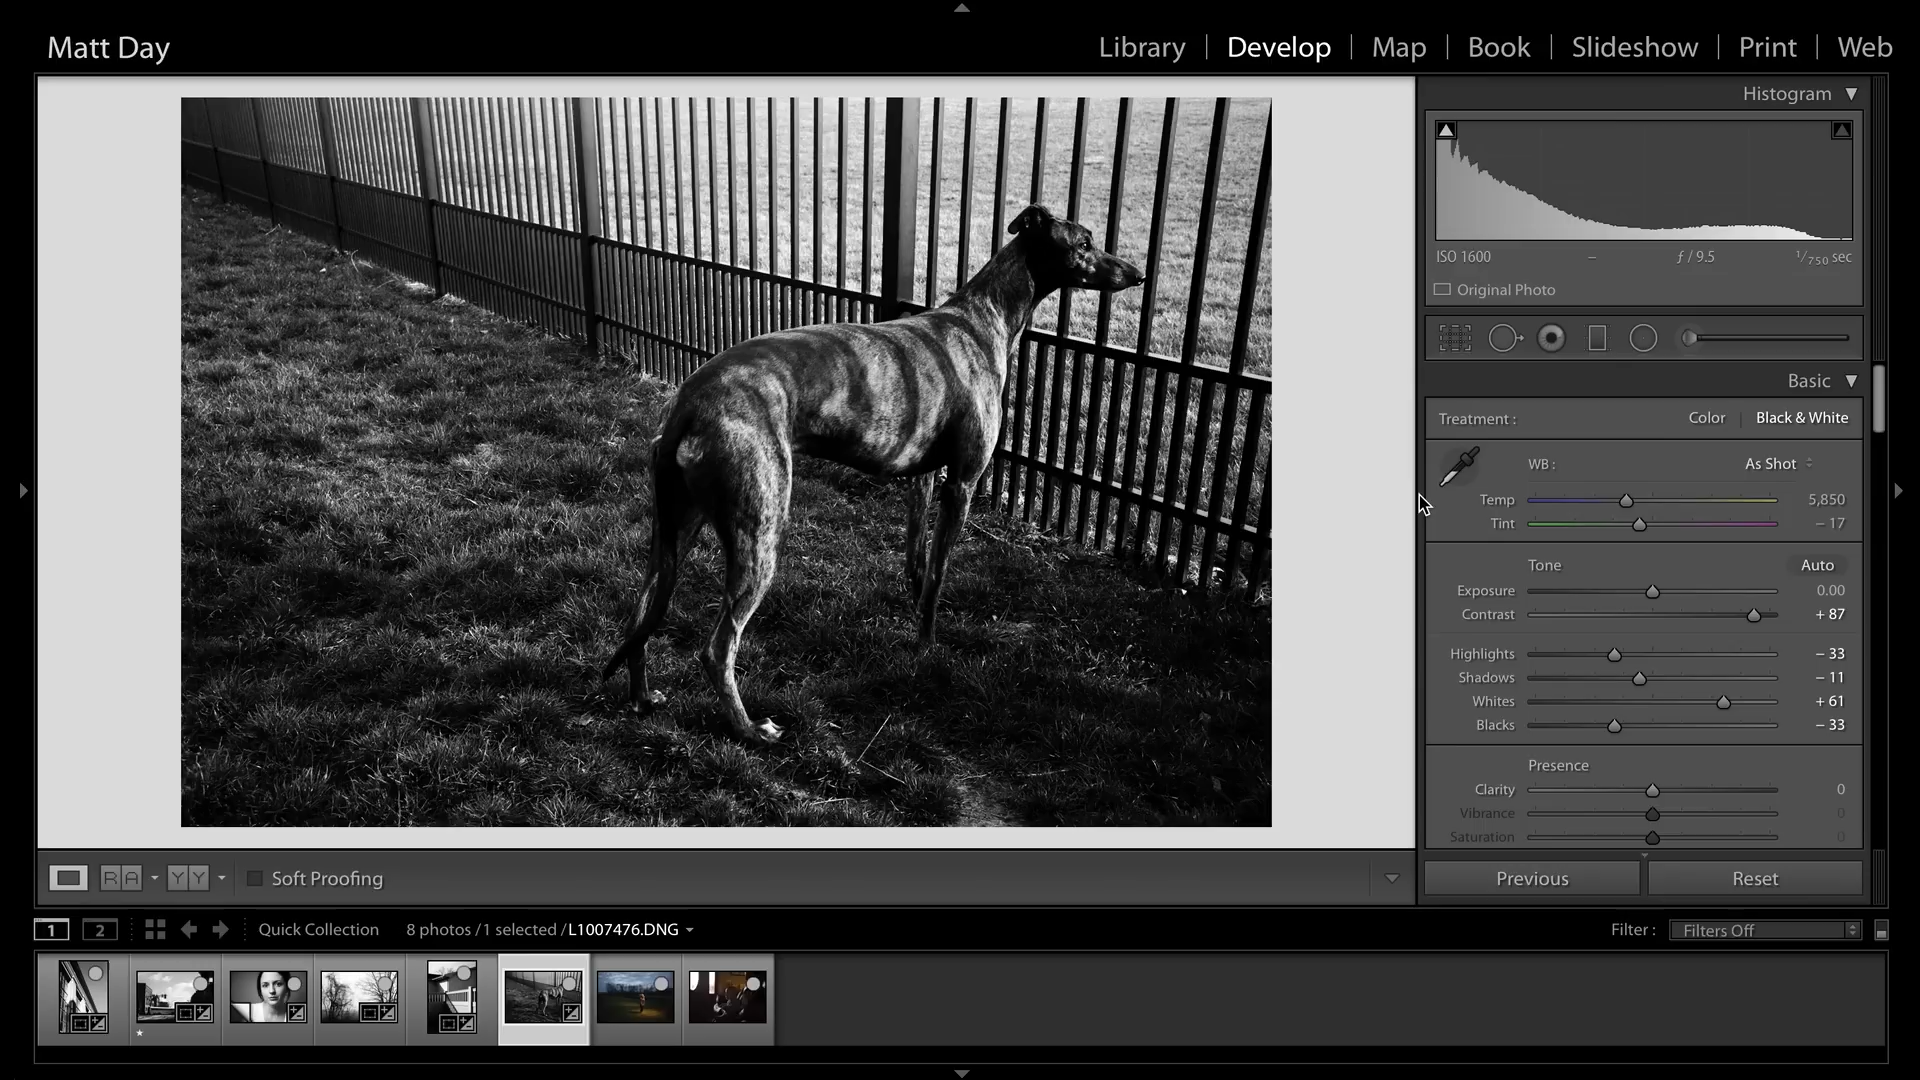 Matt Day
Library | Develop | Map | Book | Slideshow | Print | Web
Histogram
ISO 1600 – ƒ / 9.5 1/750 sec
Original Photo
Basic
Treatment : Color | Black & White
WB : As Shot
Temp 5,850
Tint – 17
Tone Auto
Exposure 0.00
Contrast + 87
Highlights – 33
Shadows – 11
Whites + 61
Blacks – 33
Presence
Clarity 0
Vibrance 0
Saturation 0
R A Y Y Soft Proofing
Previous Reset
1 2 Quick Collection 8 photos / 1 selected / L1007476.DNG
Filter : Filters Off